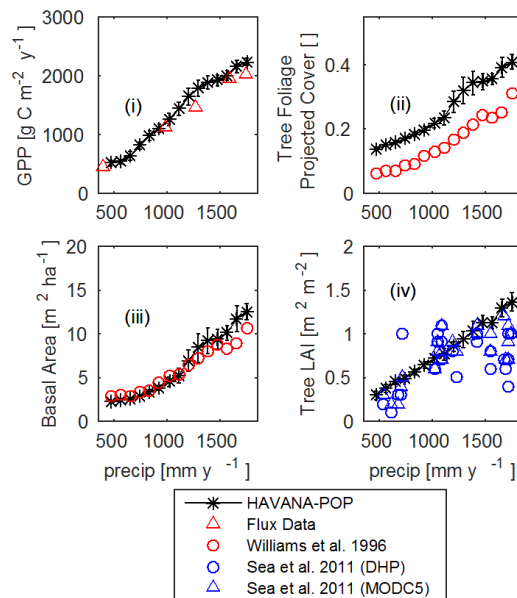 3000
2000
1000
0
GPP [g C m⁻² y⁻¹]
(i)
500 1000 1500
0.4
0.2
0
Tree Foliage
Projected Cover []
(ii)
500 1000 1500
20
15
10
5
0
Basal Area [m² ha⁻¹]
(iii)
500 1000 1500
precip [mm y⁻¹]
2
1.5
1
0.5
0
Tree LAI [m² m⁻²]
(iv)
500 1000 1500
precip [mm y⁻¹]
HAVANA-POP
Flux Data
Williams et al. 1996
Sea et al. 2011 (DHP)
Sea et al. 2011 (MODC5)